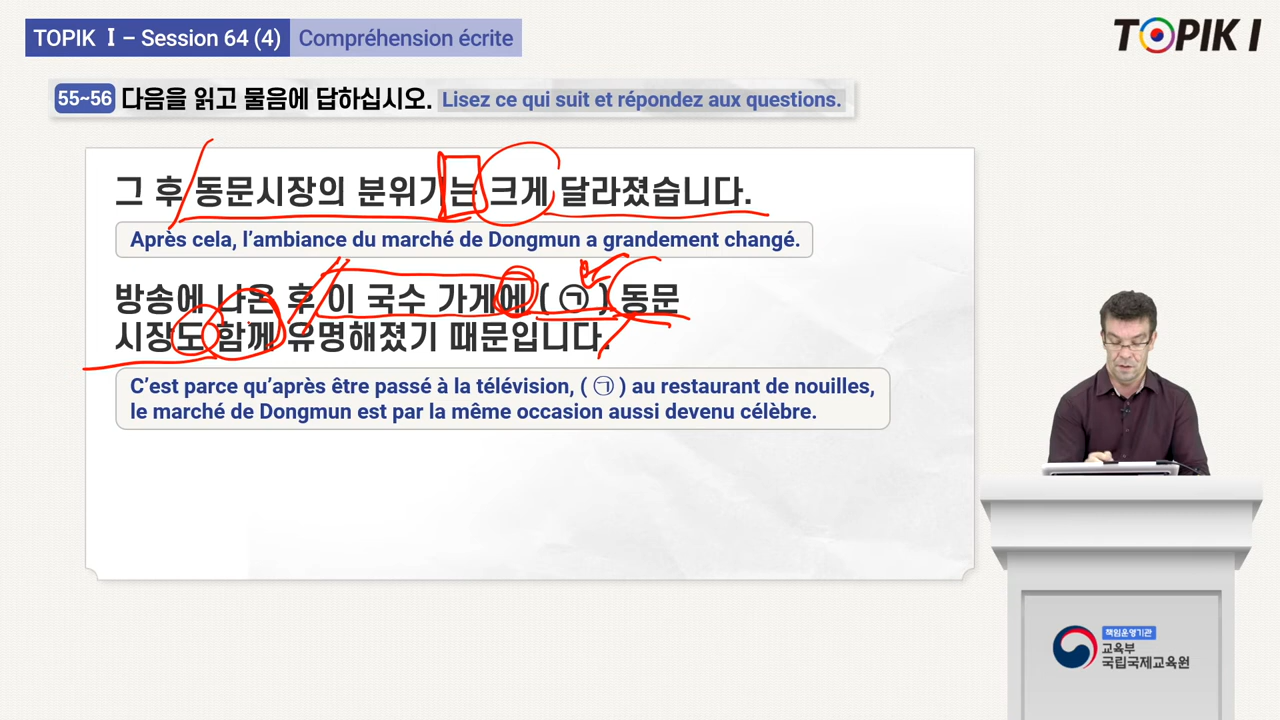 TOPIK Ⅰ – Session 64 (4) Compréhension écrite
TOPIK I
55~56 다음을 읽고 물음에 답하십시오. Lisez ce qui suit et répondez aux questions.
그 후 동문시장의 분위기는 크게 달라졌습니다.
Après cela, l’ambiance du marché de Dongmun a grandement changé.
방송에 나온 후 이 국수 가게에 ( ㉠ ) 동문
시장도 함께 유명해졌기 때문입니다.
C’est parce qu’après être passé à la télévision, ( ㉠ ) au restaurant de nouilles,
le marché de Dongmun est par la même occasion aussi devenu célèbre.
책임운영기관
교육부
국립국제교육원